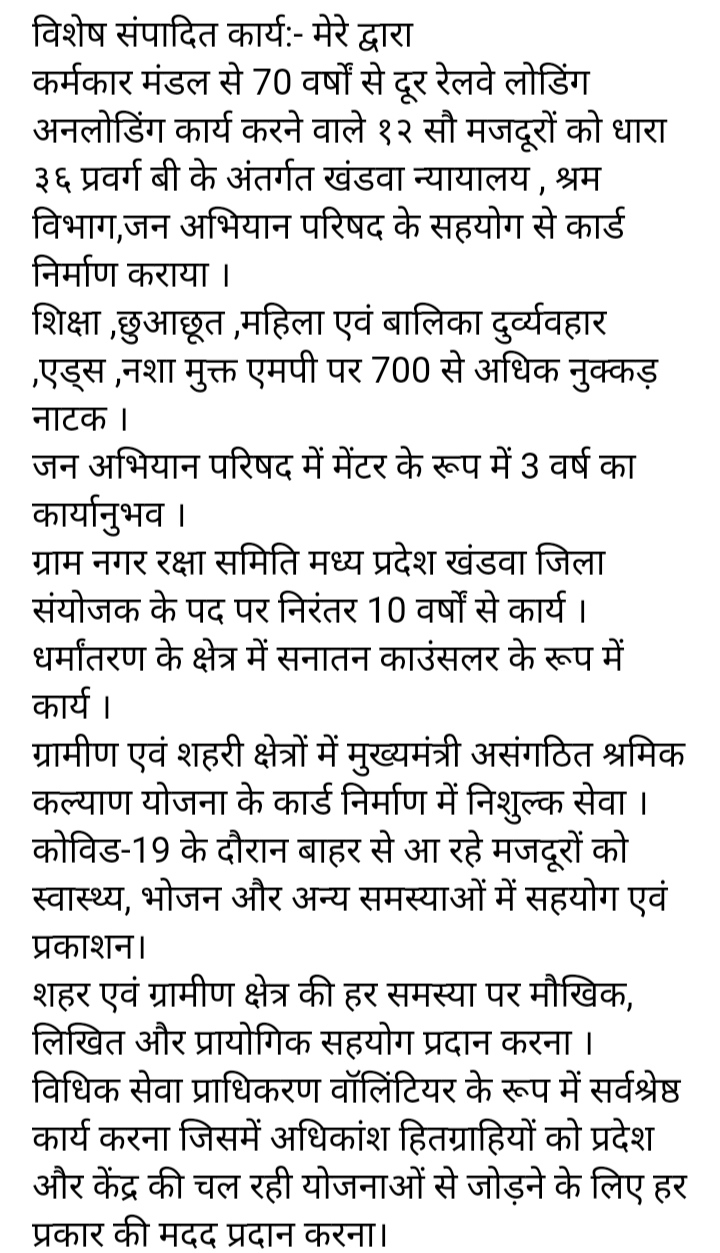 विशेष संपादित कार्य:- मेरे द्वारा
कर्मकार मंडल से 70 वर्षों से दूर रेलवे लोडिंग
अनलोडिंग कार्य करने वाले १२ सौ मजदूरों को धारा
३६ प्रवर्ग बी के अंतर्गत खंडवा न्यायालय , श्रम
विभाग,जन अभियान परिषद के सहयोग से कार्ड
निर्माण कराया ।
शिक्षा ,छुआछूत ,महिला एवं बालिका दुर्व्यवहार
,एड्स ,नशा मुक्त एमपी पर 700 से अधिक नुक्कड़
नाटक ।
जन अभियान परिषद में मेंटर के रूप में 3 वर्ष का
कार्यानुभव ।
ग्राम नगर रक्षा समिति मध्य प्रदेश खंडवा जिला
संयोजक के पद पर निरंतर 10 वर्षों से कार्य ।
धर्मांतरण के क्षेत्र में सनातन काउंसलर के रूप में
कार्य ।
ग्रामीण एवं शहरी क्षेत्रों में मुख्यमंत्री असंगठित श्रमिक
कल्याण योजना के कार्ड निर्माण में निशुल्क सेवा ।
कोविड-19 के दौरान बाहर से आ रहे मजदूरों को
स्वास्थ्य, भोजन और अन्य समस्याओं में सहयोग एवं
प्रकाशन।
शहर एवं ग्रामीण क्षेत्र की हर समस्या पर मौखिक,
लिखित और प्रायोगिक सहयोग प्रदान करना ।
विधिक सेवा प्राधिकरण वॉलिंटियर के रूप में सर्वश्रेष्ठ
कार्य करना जिसमें अधिकांश हितग्राहियों को प्रदेश
और केंद्र की चल रही योजनाओं से जोड़ने के लिए हर
प्रकार की मदद प्रदान करना।